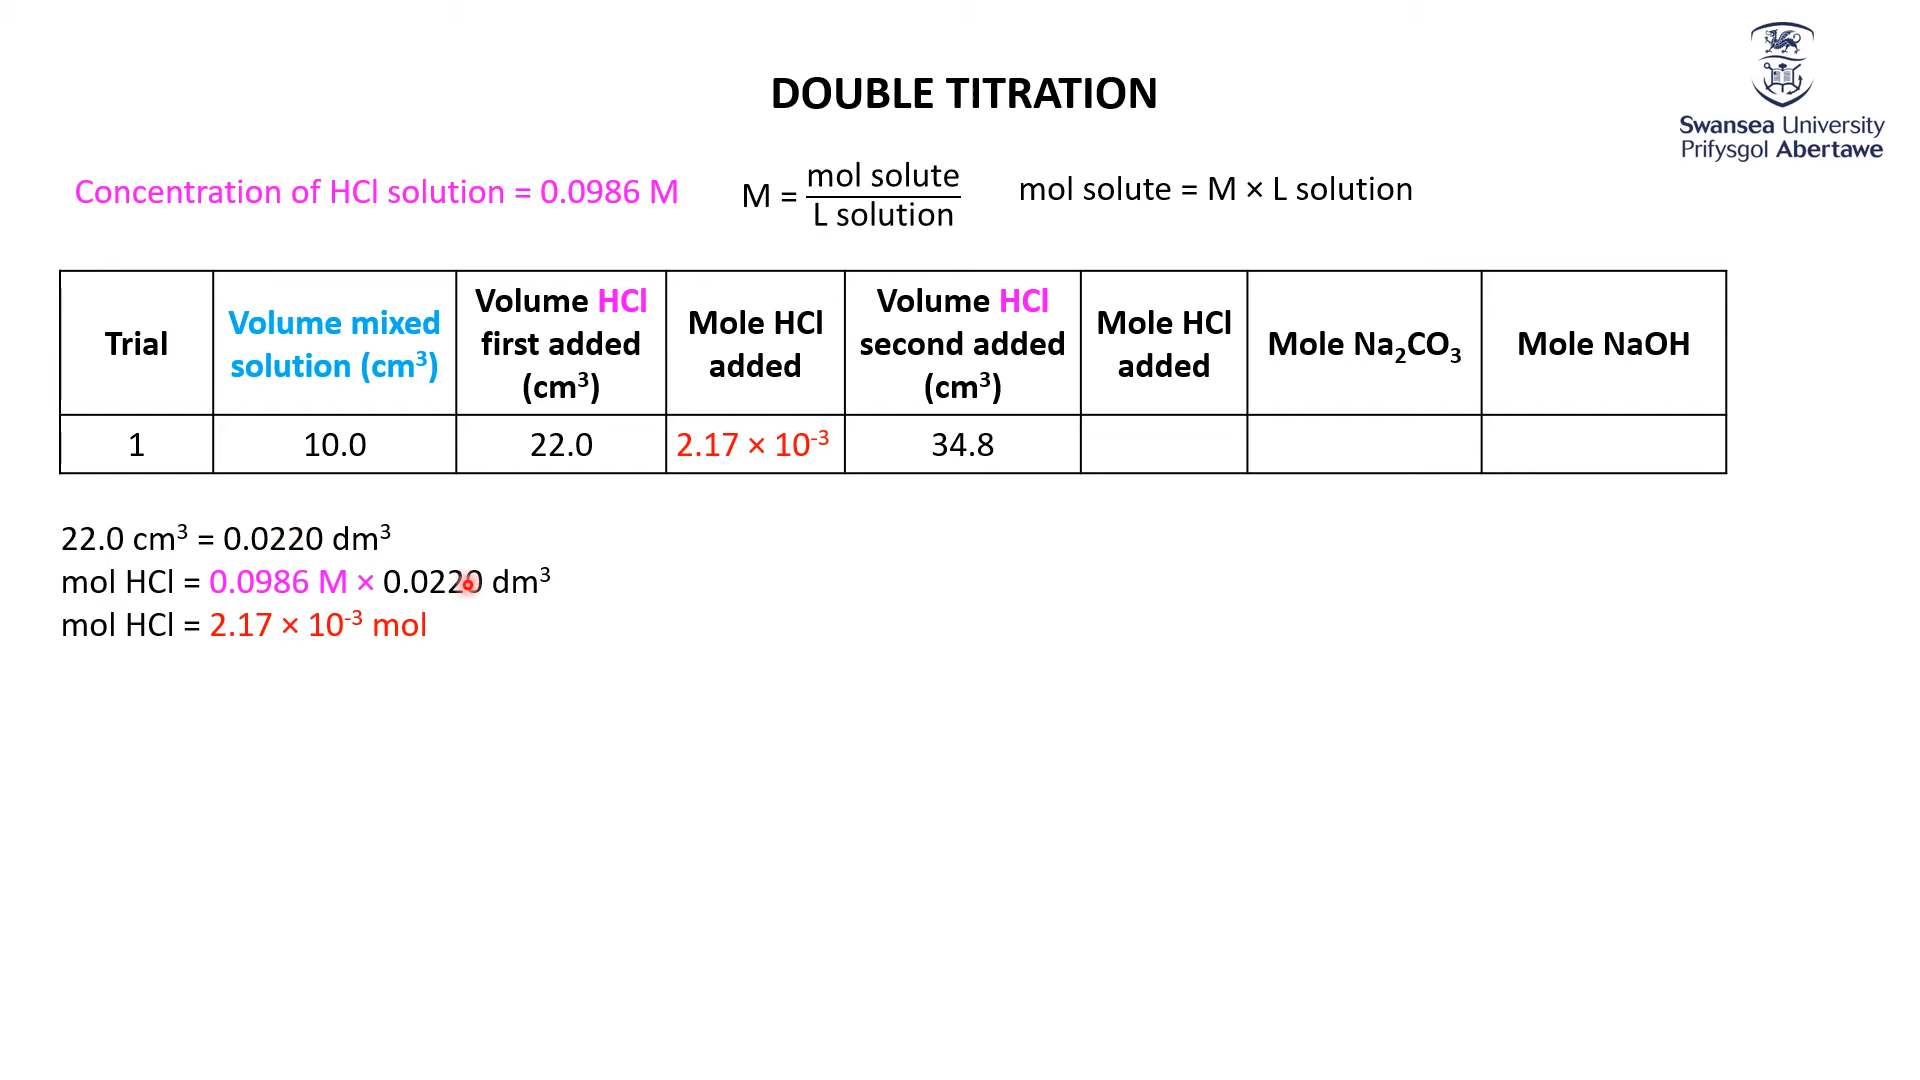 DOUBLE TITRATION
Swansea University
Prifysgol Abertawe
Concentration of HCl solution = 0.0986 M
M = mol solute / L solution
mol solute = M × L solution
Trial
Volume mixed
solution (cm³)
Volume HCl
first added
(cm³)
Mole HCl
added
Volume HCl
second added
(cm³)
Mole HCl
added
Mole Na₂CO₃
Mole NaOH
1
10.0
22.0
2.17 × 10⁻³
34.8
22.0 cm³ = 0.0220 dm³
mol HCl = 0.0986 M × 0.0220 dm³
mol HCl = 2.17 × 10⁻³ mol